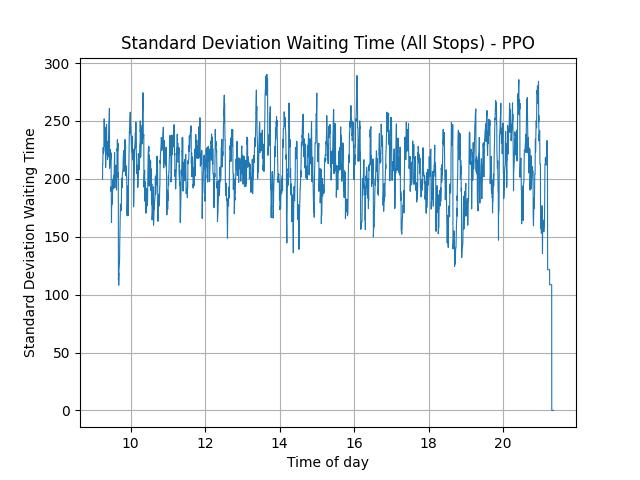 Standard Deviation Waiting Time (All Stops) - PPO
300
250
200
150
100
50
0
Standard Deviation Waiting Time
10 12 14 16 18 20
Time of day